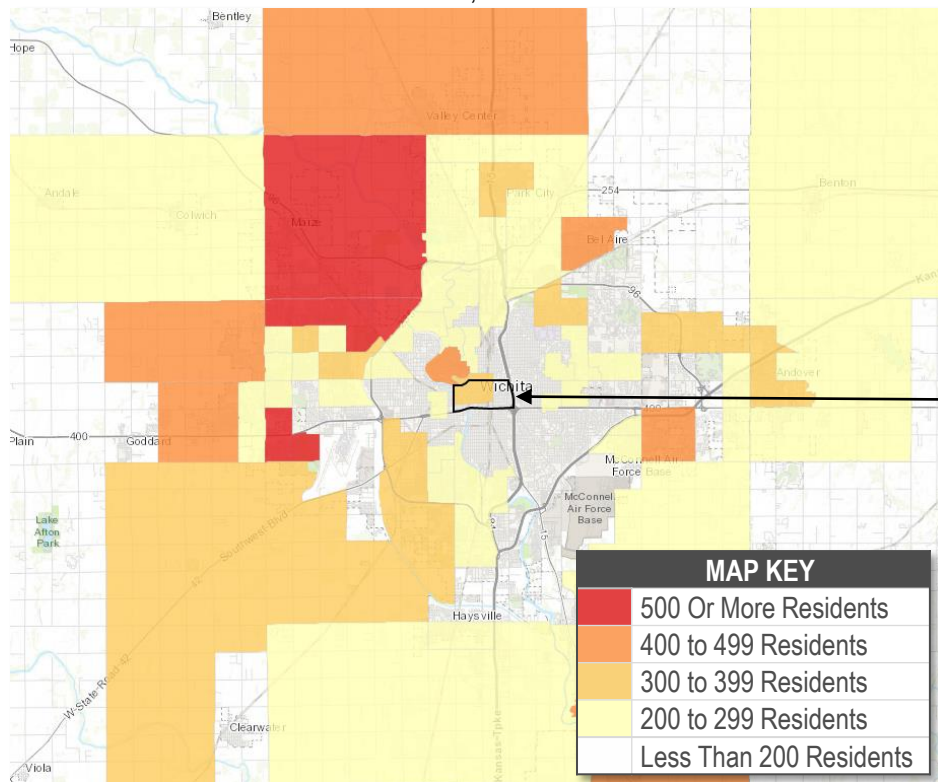 Bentley
Hope
Valley Center
Andale
Park City
254
Benton
Colwich
Maize
Bel Aire
96
Kan
Wichita
Andover
400
Plain
Goddard
McConnell Air
Force Base
McConnel
Air Force
Base
Lake
Afton
Park
Southwest-Blvd
42
15
MAP KEY
500 Or More Residents
400 to 499 Residents
300 to 399 Residents
200 to 299 Residents
Less Than 200 Residents
Haysville
W-State-Road 42
Clearwater
Kansas-Tpke
Viola